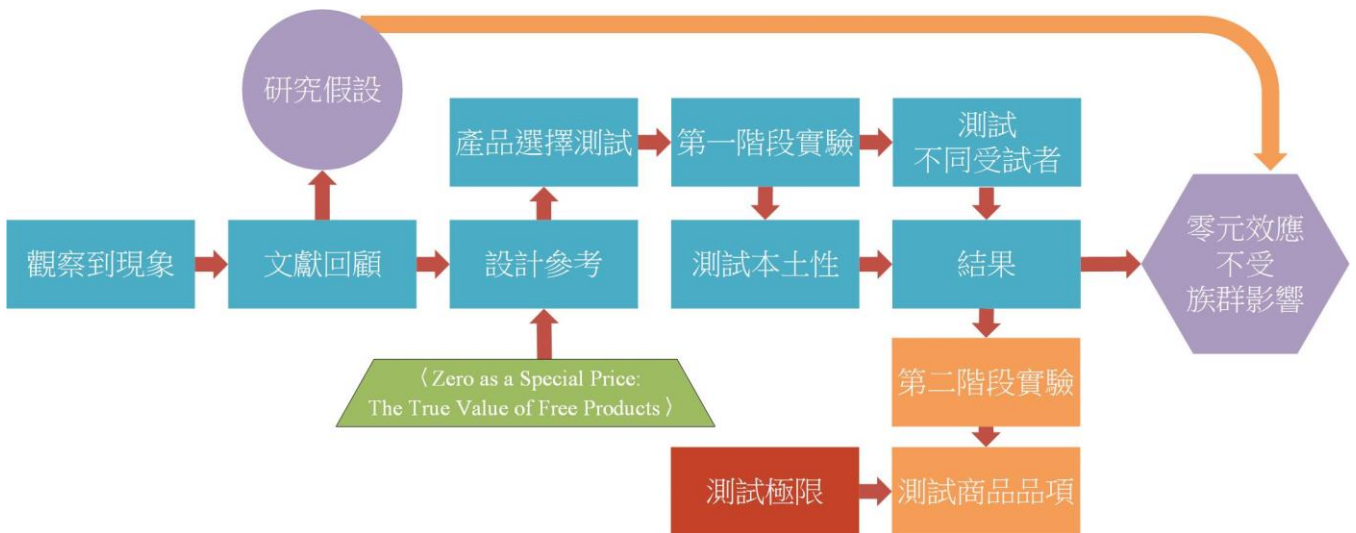 研究假設
產品選擇測試
第一階段實驗
測試
不同受試者
觀察到現象
文獻回顧
設計參考
測試本土性
結果
零元效應
不受
族群影響
〈Zero as a Special Price:
The True Value of Free Products〉
第二階段實驗
測試極限
測試商品品項